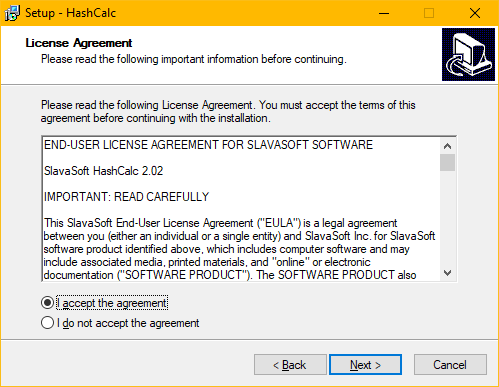 Setup - HashCalc
License Agreement
Please read the following important information before continuing.
Please read the following License Agreement. You must accept the terms of this
agreement before continuing with the installation.
END-USER LICENSE AGREEMENT FOR SLAVASOFT SOFTWARE
SlavaSoft HashCalc 2.02
IMPORTANT: READ CAREFULLY
This SlavaSoft End-User License Agreement ("EULA") is a legal agreement
between you (either an individual or a single entity) and SlavaSoft Inc. for SlavaSoft
software product identified above, which includes computer software and may
include associated media, printed materials, and "online" or electronic
documentation ("SOFTWARE PRODUCT"). The SOFTWARE PRODUCT also
I accept the agreement
I do not accept the agreement
< Back
Next >
Cancel